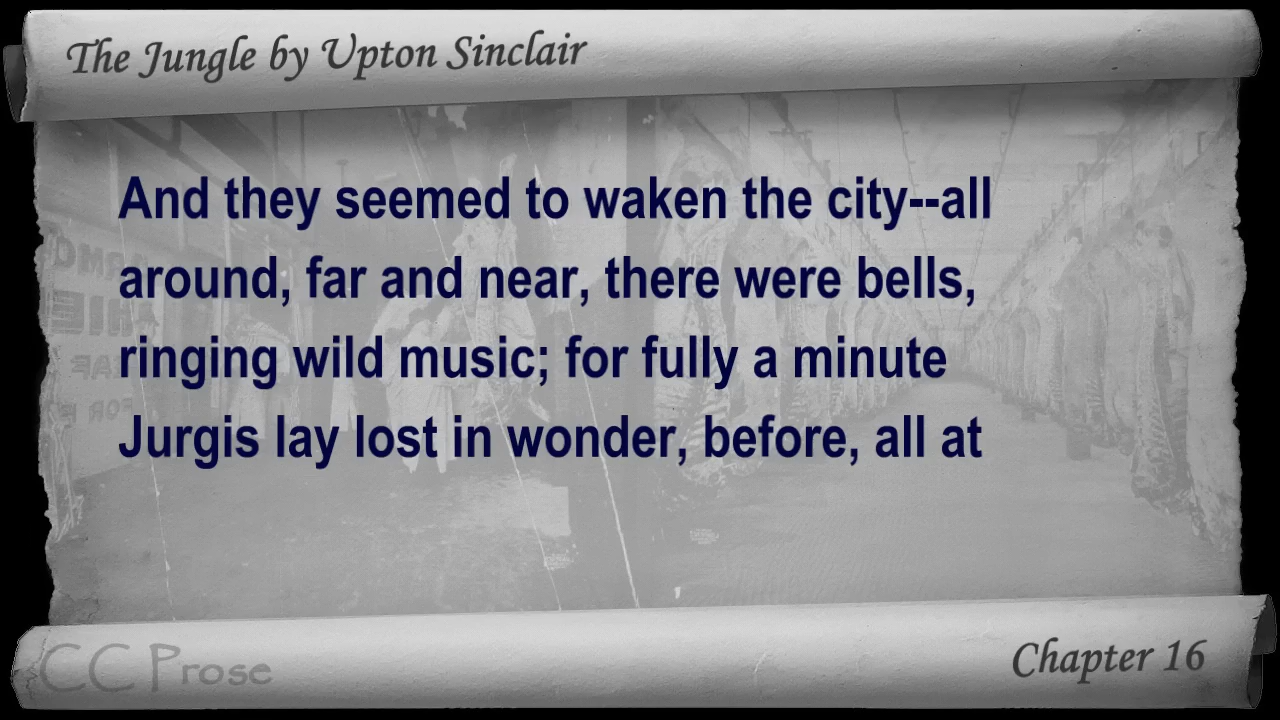 The Jungle by Upton Sinclair
And they seemed to waken the city--all
around, far and near, there were bells,
ringing wild music; for fully a minute
Jurgis lay lost in wonder, before, all at
CC Prose
Chapter 16